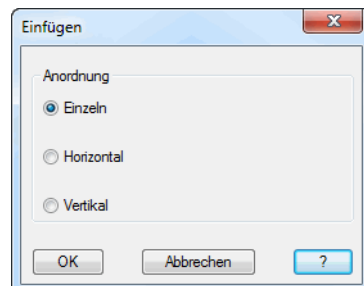 Einfügen
Anordnung
Einzeln
Horizontal
Vertikal
OK Abbrechen ?